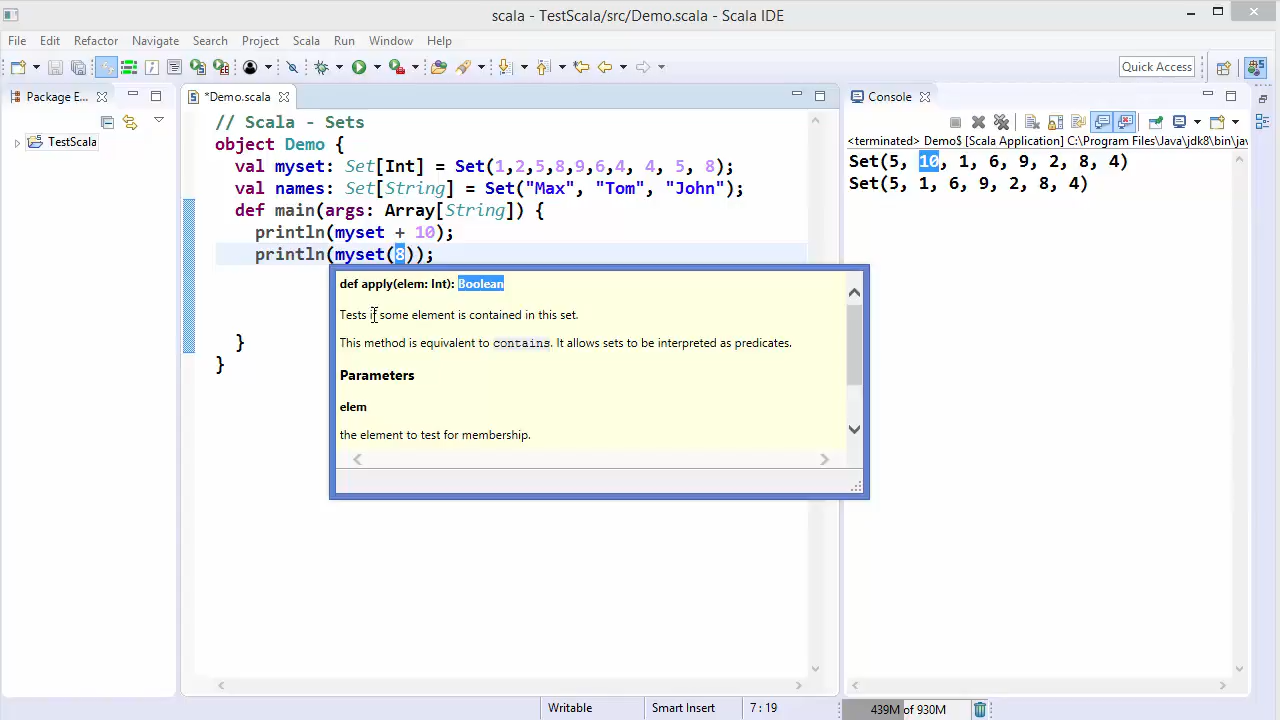 scala - TestScala/src/Demo.scala - Scala IDE
File Edit Refactor Navigate Search Project Scala Run Window Help
Quick Access
Package E...
*Demo.scala
Console
TestScala
// Scala - Sets
object Demo {
val myset: Set[Int] = Set(1,2,5,8,9,6,4, 4, 5, 8);
val names: Set[String] = Set("Max", "Tom", "John");
def main(args: Array[String]) {
println(myset + 10);
println(myset(8));
}
}
def apply(elem: Int): Boolean
Tests if some element is contained in this set.
This method is equivalent to contains. It allows sets to be interpreted as predicates.
Parameters
elem
the element to test for membership.
<terminated> Demo$ [Scala Application] C:\Program Files\Java\jdk8\bin\jav
Set(5, 10, 1, 6, 9, 2, 8, 4)
Set(5, 1, 6, 9, 2, 8, 4)
Writable
Smart Insert
7 : 19
439M of 930M